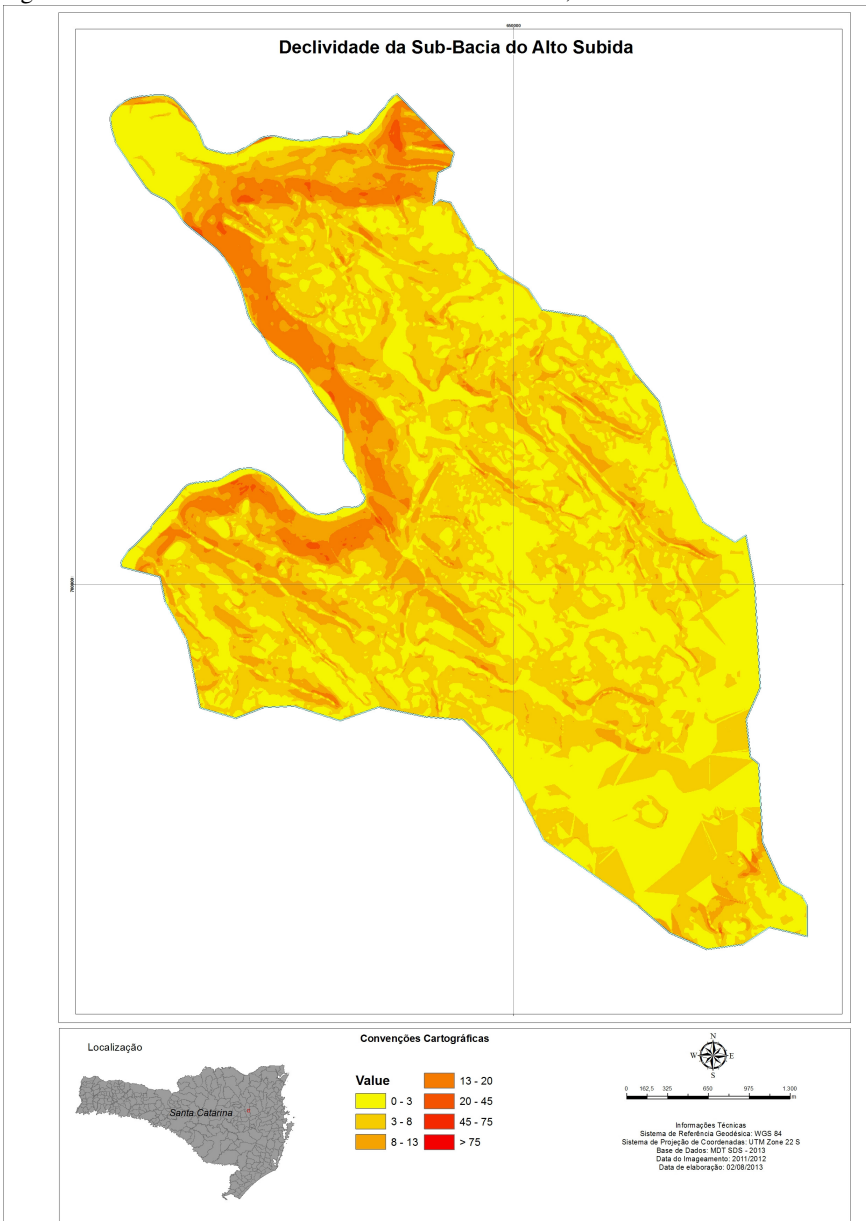 Declividade da Sub-Bacia do Alto Subida
Localização
Santa Catarina
Convenções Cartográficas
Value
0 - 3
3 - 8
8 - 13
13 - 20
20 - 45
45 - 75
> 75
N
W
E
S
0 162,5 325 650 975 1.300
m
Informações Técnicas
Sistema de Referência Geodésica: WGS 84
Sistema de Projeção de Coordenadas: UTM Zone 22 S
Base de Dados: MDT SDS - 2013
Data do Imageamento: 2011/2012
Data de elaboração: 02/08/2013